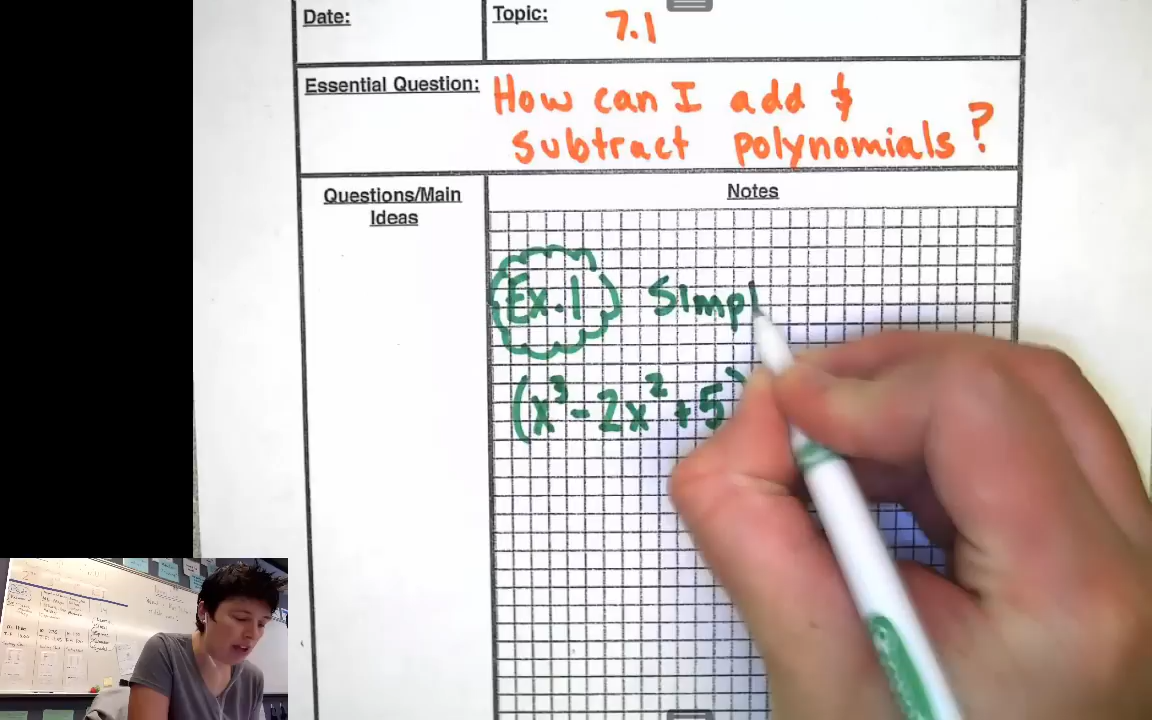 Date:
Topic: 7.1
Essential Question: How can I add &
subtract polynomials?
Questions/Main
Ideas
Notes
Ex.1 Simpl
(x³-2x²+5)